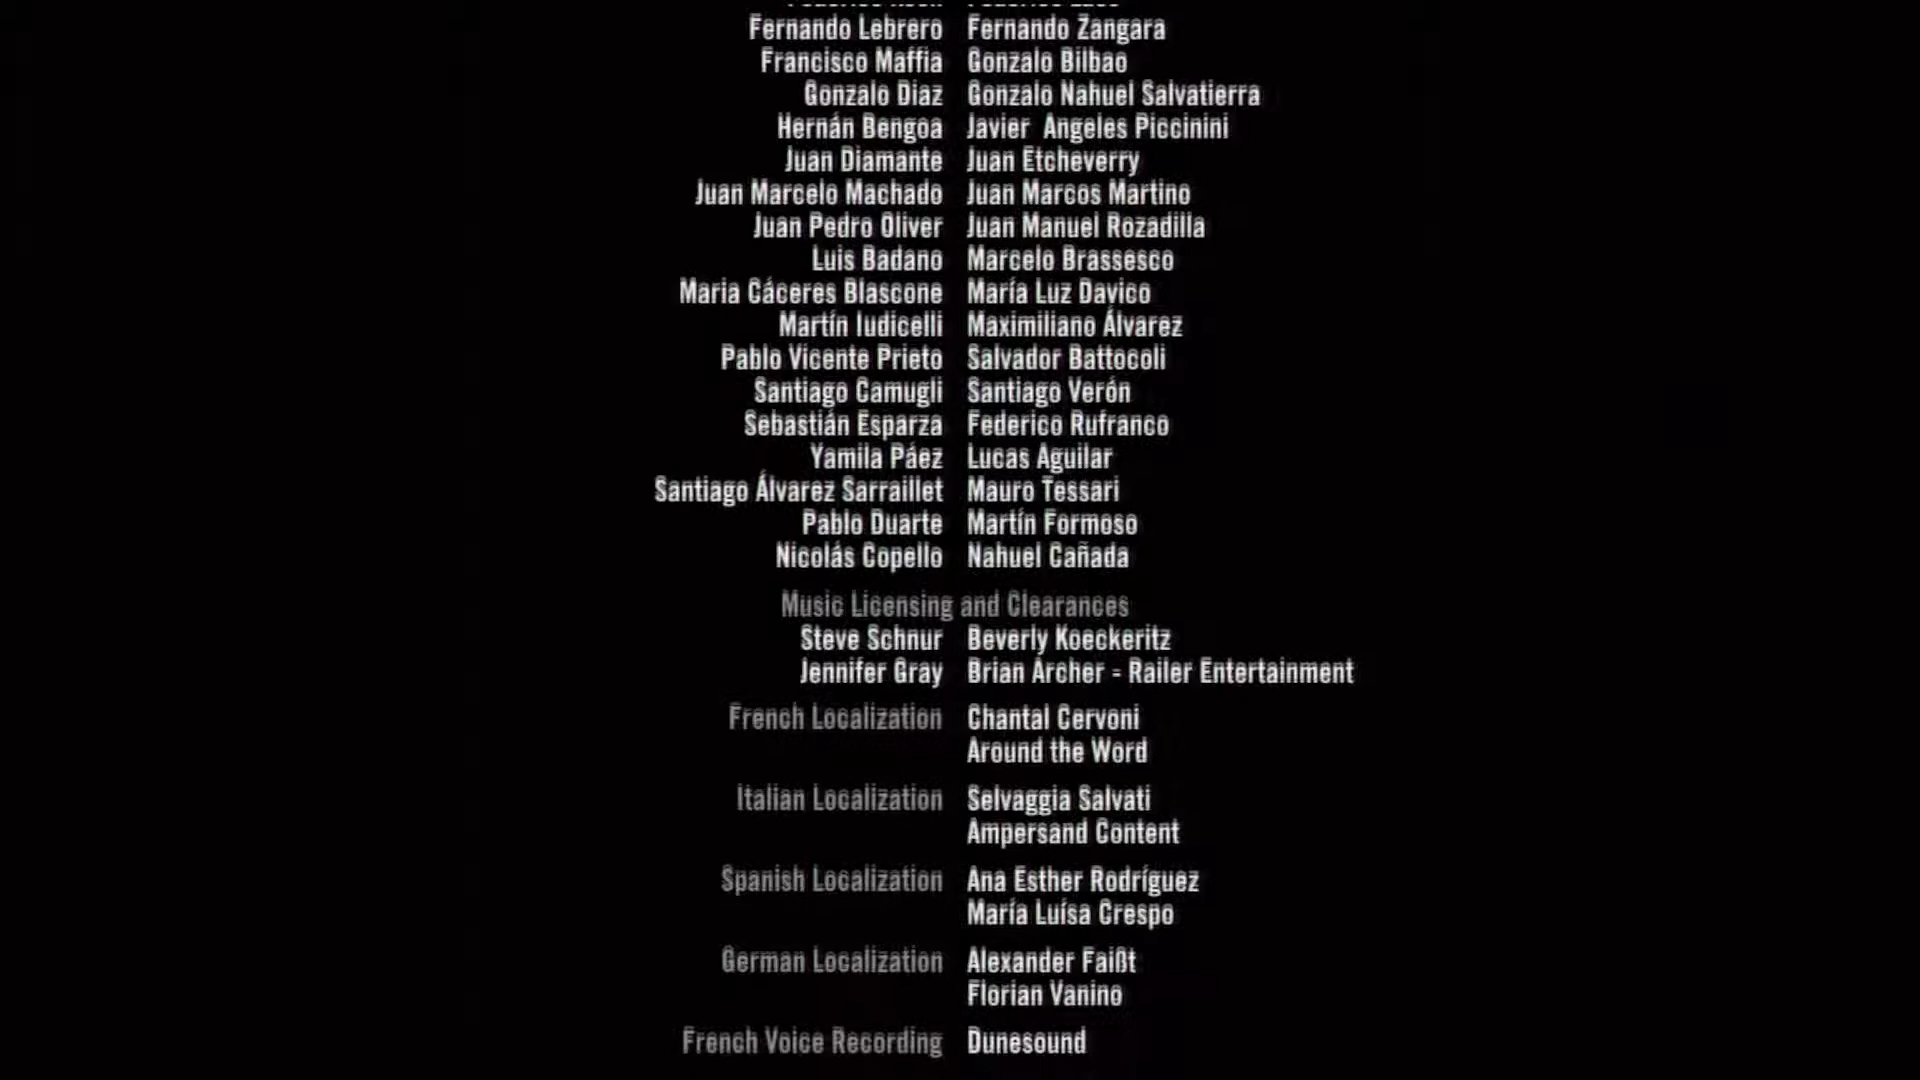 Fernando Lebrero Fernando Zangara
Francisco Maffia Gonzalo Bilbao
Gonzalo Diaz Gonzalo Nahuel Salvatierra
Hernán Bengoa Javier Angeles Piccinini
Juan Diamante Juan Etcheverry
Juan Marcelo Machado Juan Marcos Martino
Juan Pedro Oliver Juan Manuel Rozadilla
Luis Badano Marcelo Brassesco
Maria Cáceres Blascone María Luz Davico
Martín Iudicelli Maximiliano Álvarez
Pablo Vicente Prieto Salvador Battocoli
Santiago Camugli Santiago Verón
Sebastián Esparza Federico Rufranco
Yamila Páez Lucas Aguilar
Santiago Álvarez Sarraillet Mauro Tessari
Pablo Duarte Martín Formoso
Nicolás Copello Nahuel Cañada
Music Licensing and Clearances
Steve Schnur Beverly Koeckeritz
Jennifer Gray Brian Archer - Railer Entertainment
French Localization Chantal Cervoni
Around the Word
Italian Localization Selvaggia Salvati
Ampersand Content
Spanish Localization Ana Esther Rodríguez
María Luísa Crespo
German Localization Alexander Faißt
Florian Vanino
French Voice Recording Dunesound